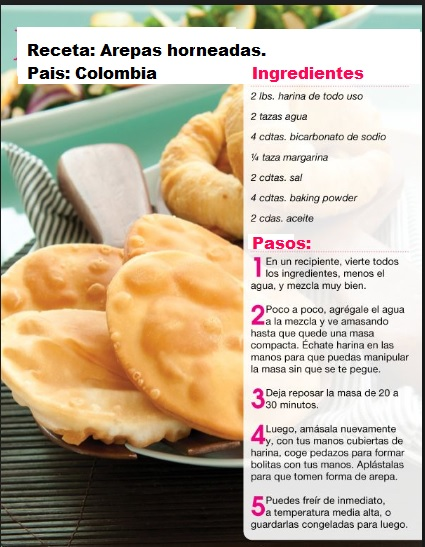 Receta: Arepas horneadas.
Pais: Colombia
Ingredientes
2 lbs. harina de todo uso
2 tazas agua
4 cdtas. bicarbonato de sodio
¼ taza margarina
2 cdtas. sal
4 cdtas. baking powder
2 cdas. aceite
Pasos:
1 En un recipiente, vierte todos
los ingredientes, menos el
agua, y mezcla muy bien.
2 Poco a poco, agrégale el agua
a la mezcla y ve amasando
hasta que quede una masa
compacta. Échate harina en las
manos para que puedas manipular
la masa sin que se te pegue.
3 Deja reposar la masa de 20 a
30 minutos.
4 Luego, amásala nuevamente
y, con tus manos cubiertas de
harina, coge pedazos para formar
bolitas con tus manos. Aplástalas
para que tomen forma de arepa.
5 Puedes freír de inmediato,
a temperatura media alta, o
guardarlas congeladas para luego.